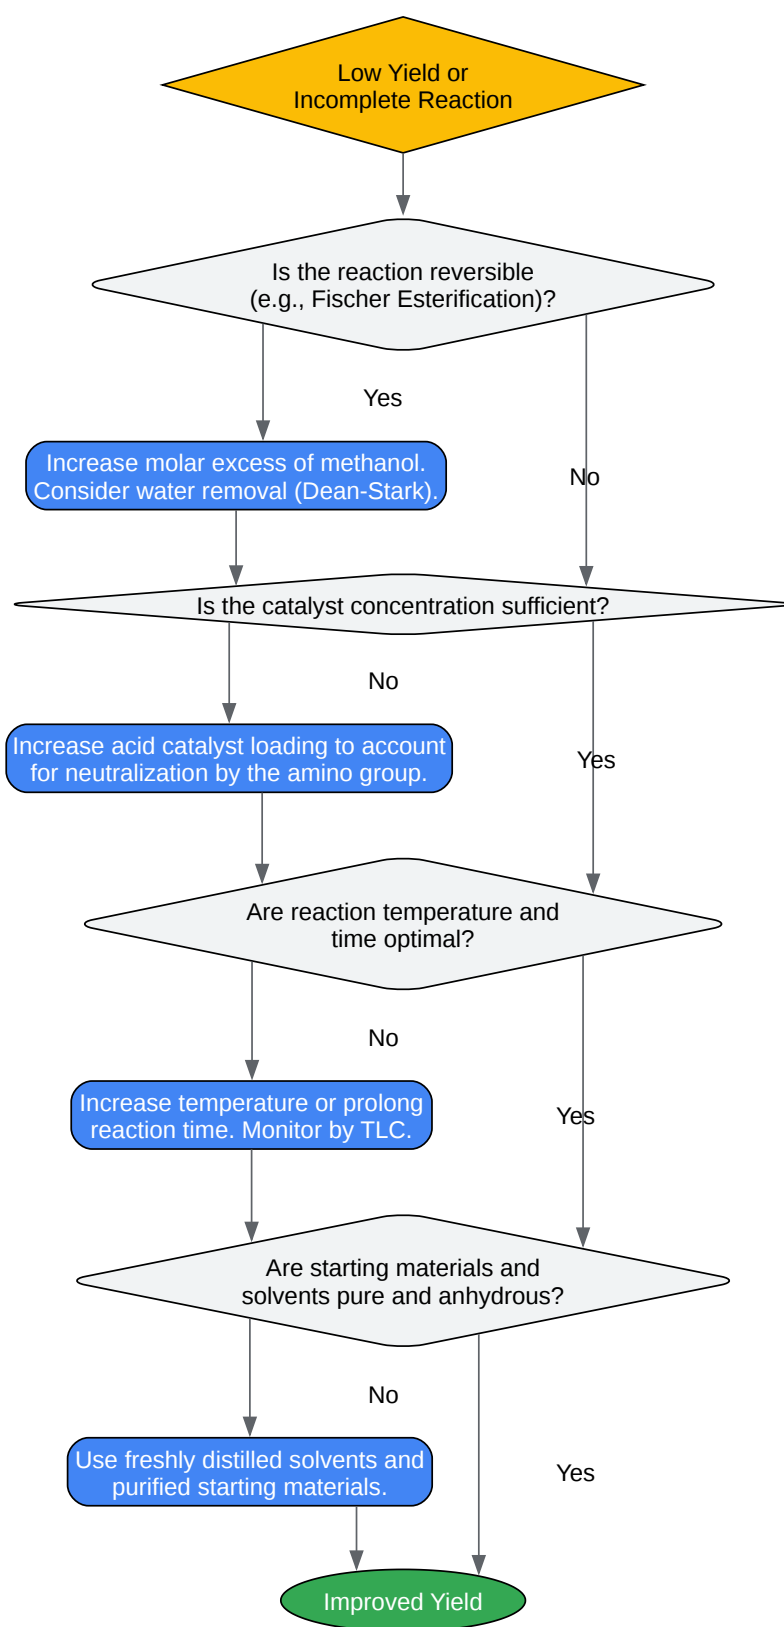 Low Yield or
Incomplete Reaction
Is the reaction reversible
(e.g., Fischer Esterification)?
Yes
Increase molar excess of methanol.
Consider water removal (Dean-Stark).
No
Is the catalyst concentration sufficient?
No
Increase acid catalyst loading to account
for neutralization by the amino group.
Yes
Are reaction temperature and
time optimal?
No
Increase temperature or prolong
reaction time. Monitor by TLC.
Yes
Are starting materials and
solvents pure and anhydrous?
No
Use freshly distilled solvents and
purified starting materials.
Yes
Improved Yield